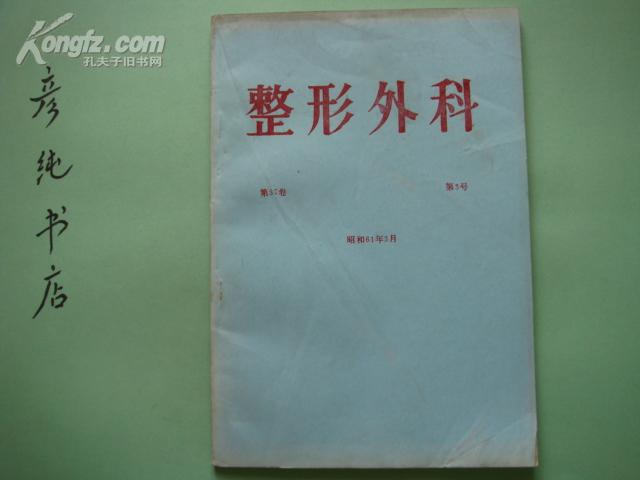 Kongfz.com
孔夫子旧书网
彦纯书店
整形外科
第37卷
第3号
昭和61年3月